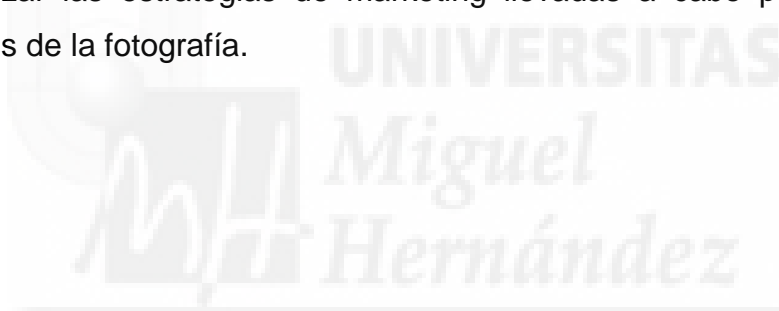 las estrategias de marketing llevadas a cabo
de la fotografía.
UNIVERSITAS
Miguel
Hernández